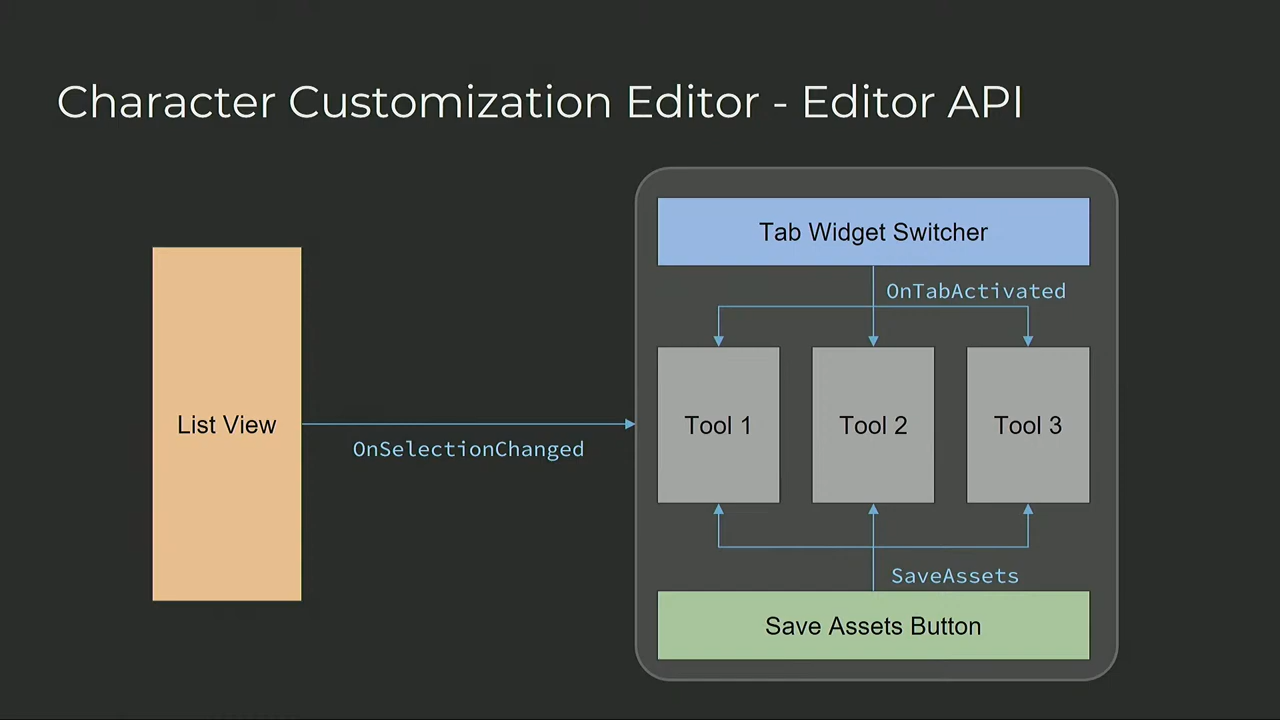 Character Customization Editor - Editor API
Tab Widget Switcher
OnTabActivated
List View
OnSelectionChanged
Tool 1
Tool 2
Tool 3
SaveAssets
Save Assets Button